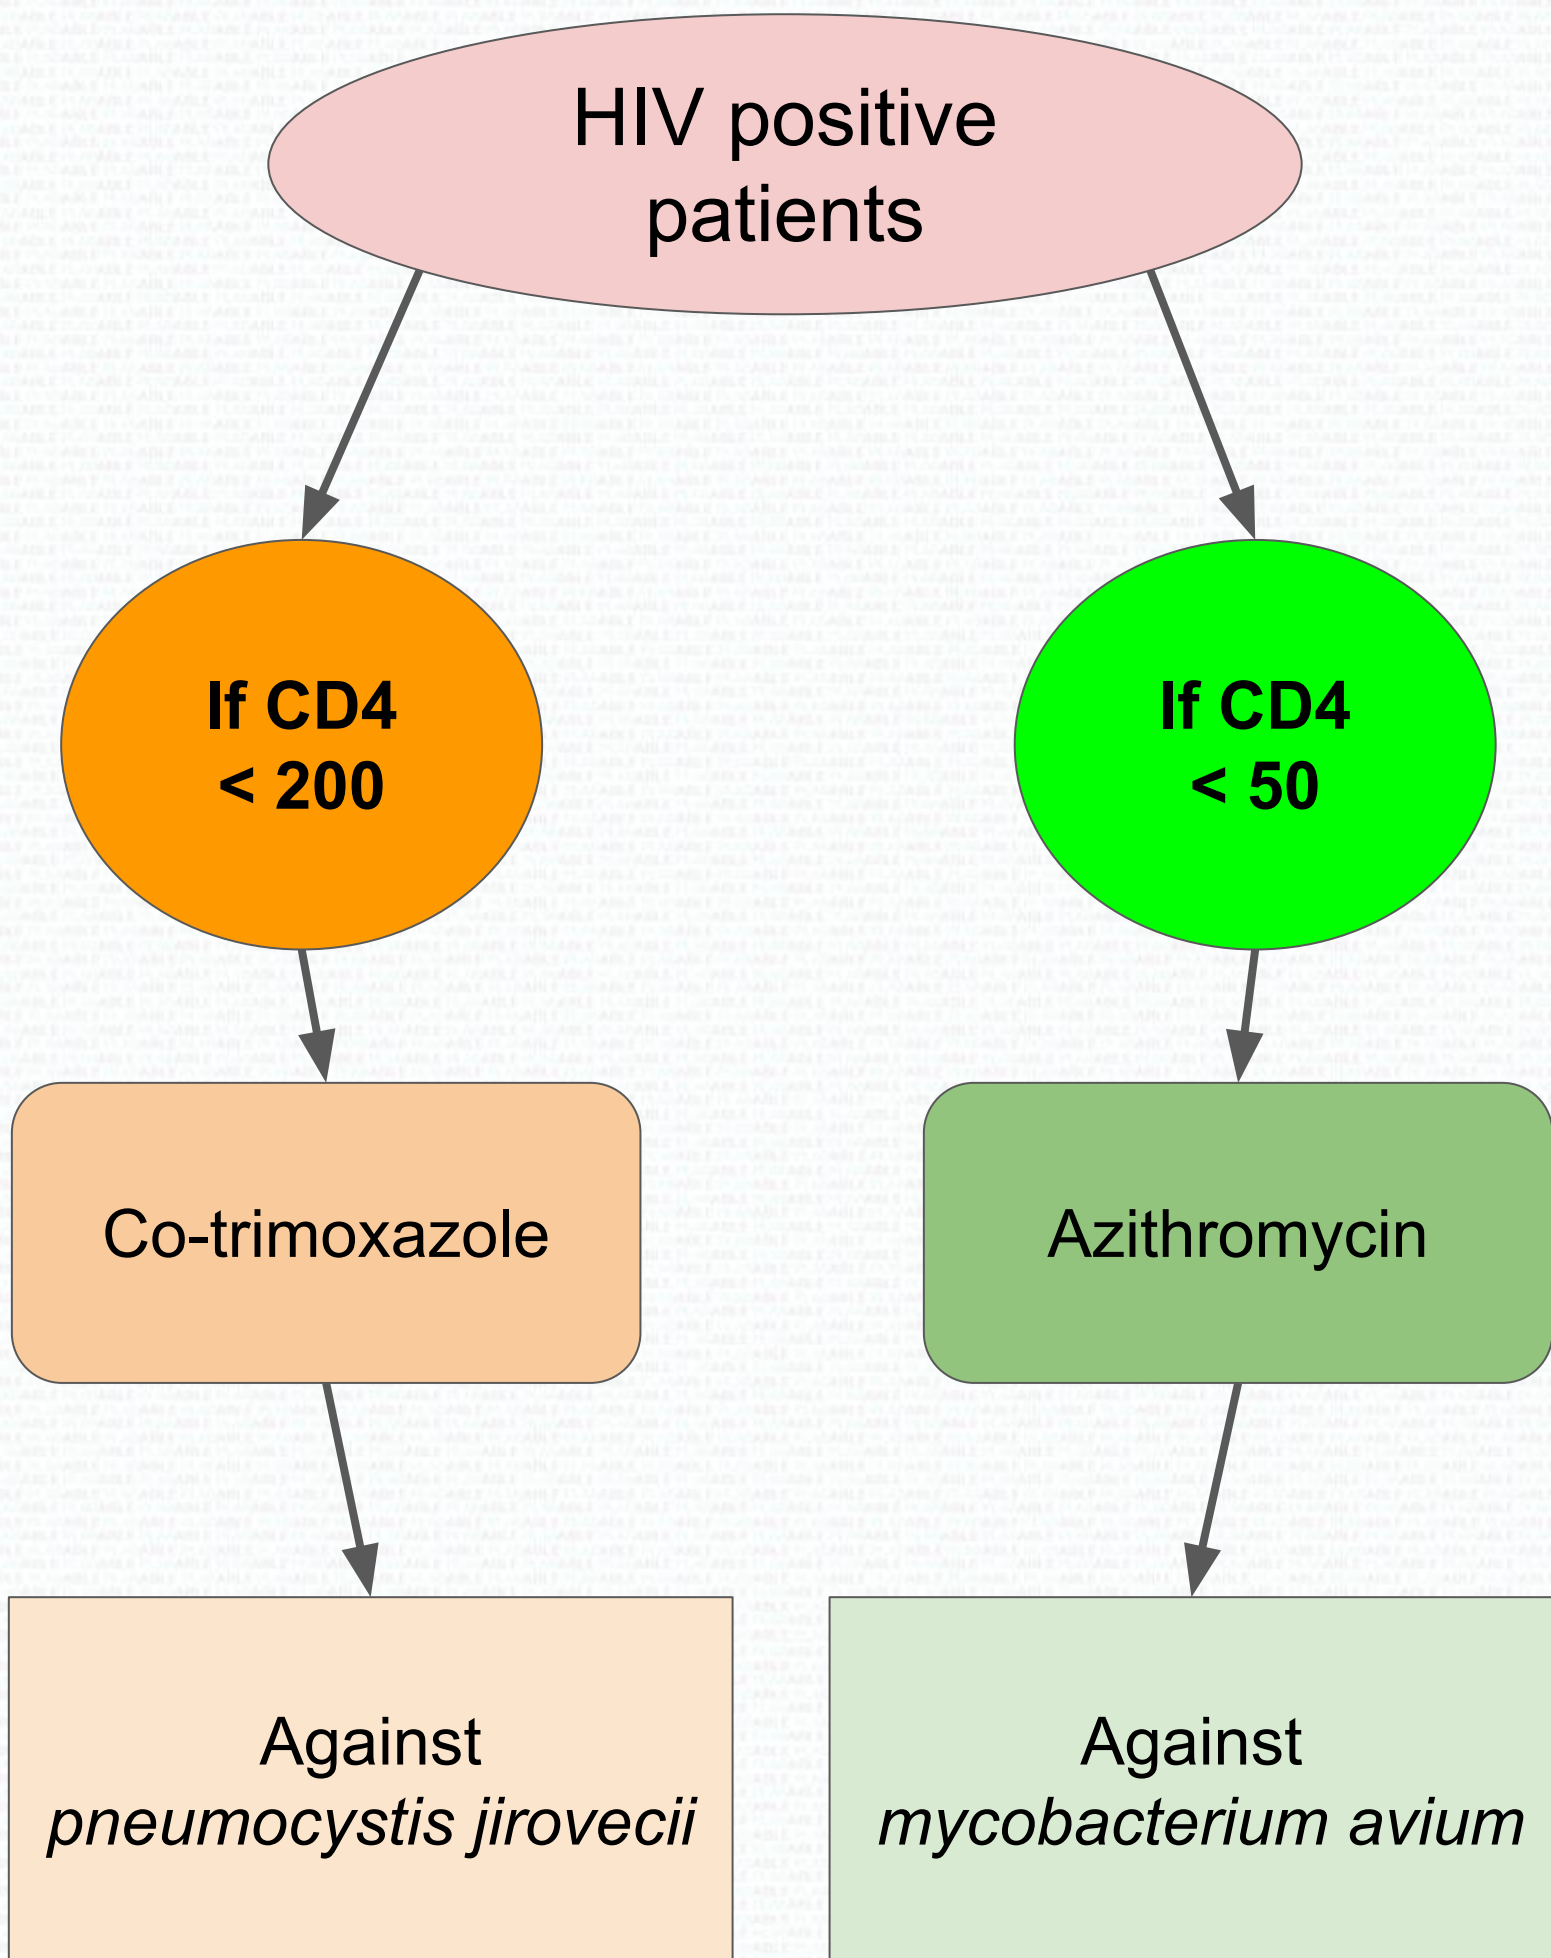 HIV positive
patients
If CD4
< 200
If CD4
< 50
Co-trimoxazole
Azithromycin
Against
pneumocystis jirovecii
Against
mycobacterium avium